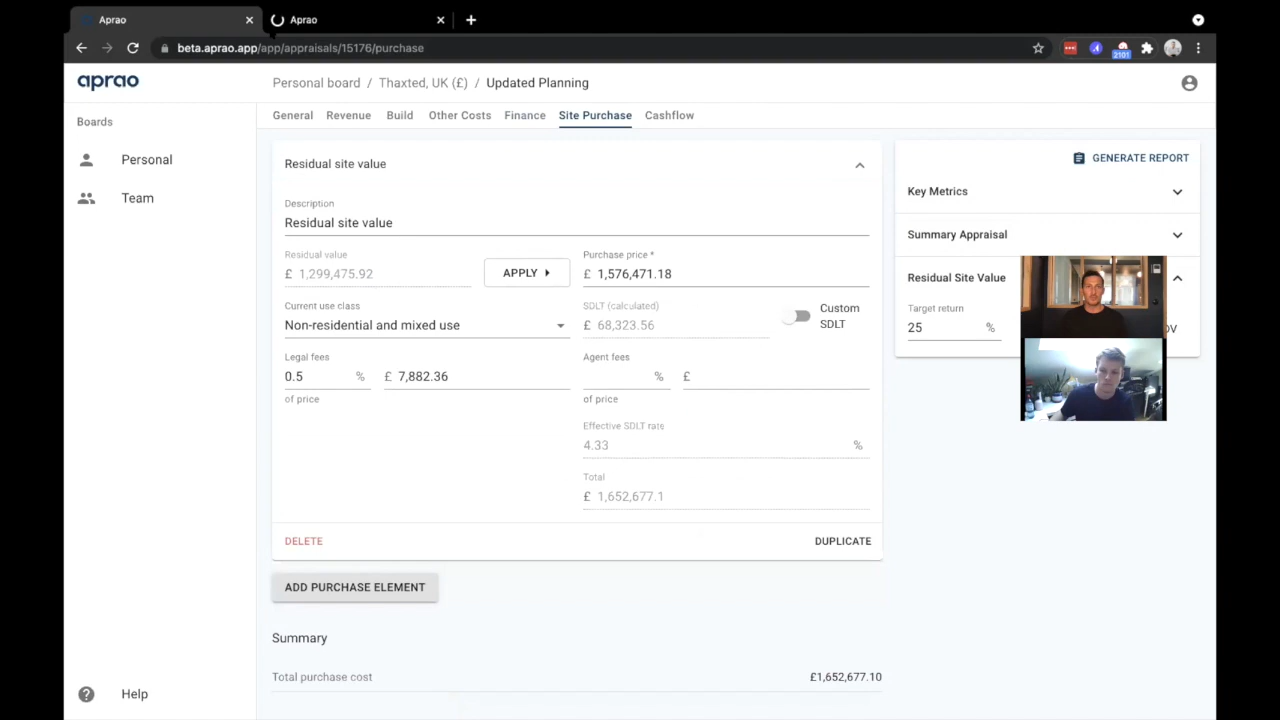 Aprao
Aprao
beta.aprao.app/app/appraisals/15176/purchase
2101
aprao
Personal board / Thaxted, UK (£) / Updated Planning
Boards
General Revenue Build Other Costs Finance Site Purchase Cashflow
Personal
Team
Residual site value
Description
Residual site value
Residual value
£ 1,299,475.92
APPLY
Purchase price *
£ 1,576,471.18
Current use class
Non-residential and mixed use
SDLT (calculated)
£ 68,323.56
Custom
SDLT
Legal fees
0.5 %
£ 7,882.36
of price
Agent fees
% £
of price
Effective SDLT rate
4.33 %
Total
£ 1,652,677.1
DELETE
DUPLICATE
ADD PURCHASE ELEMENT
Summary
Total purchase cost £1,652,677.10
GENERATE REPORT
Key Metrics
Summary Appraisal
Residual Site Value
Target return
25 %
Help